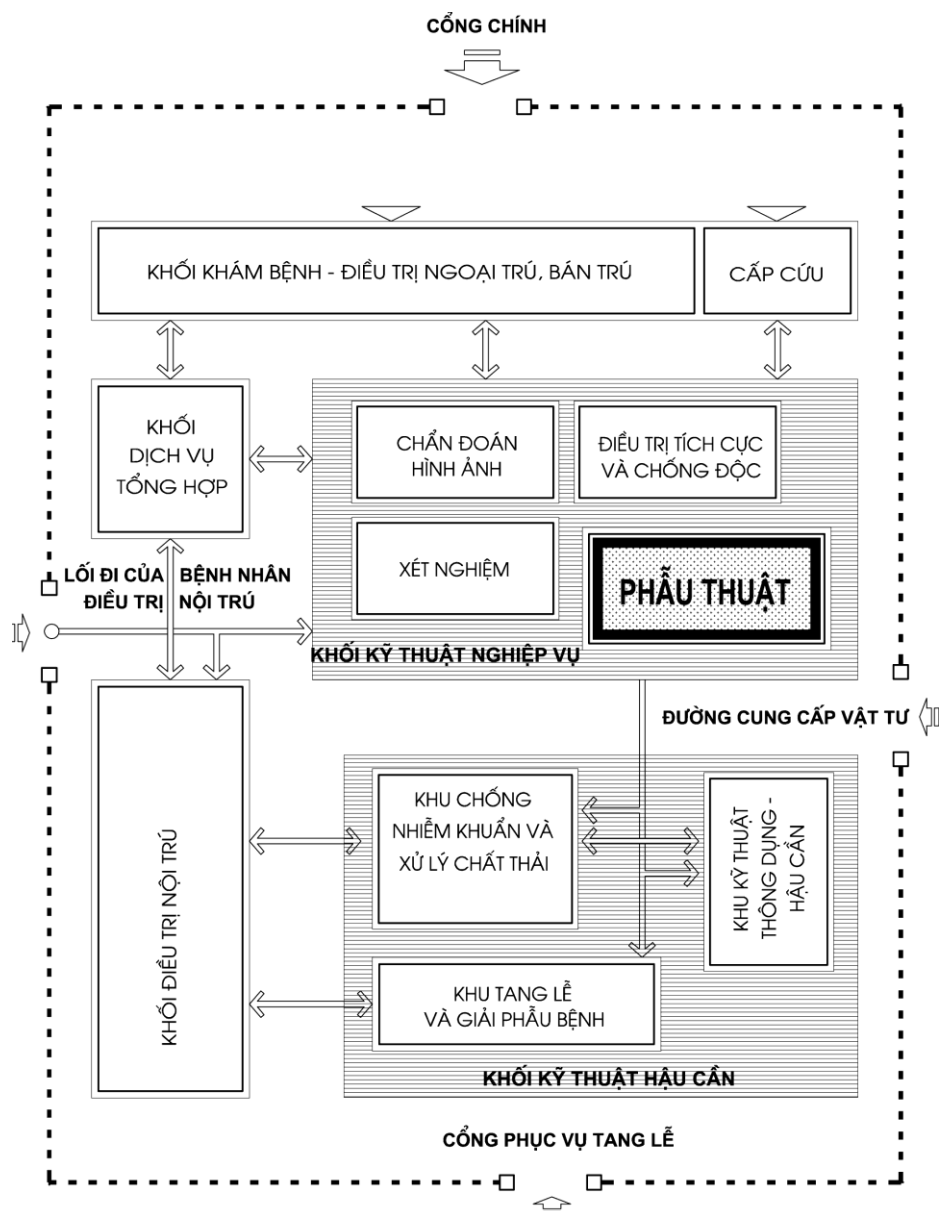 CỔNG CHÍNH
KHỐI KHÁM BỆNH - ĐIỀU TRỊ NGOẠI TRÚ, BÁN TRÚ
CẤP CỨU
KHỐI
DỊCH VỤ
TỔNG HỢP
CHẨN ĐOÁN
HÌNH ẢNH
ĐIỀU TRỊ TÍCH CỰC
VÀ CHỐNG ĐỘC
XÉT NGHIỆM
PHẪU THUẬT
LỐI ĐI CỦA BỆNH NHÂN
ĐIỀU TRỊ NỘI TRÚ
KHỐI KỸ THUẬT NGHIỆP VỤ
ĐƯỜNG CUNG CẤP VẬT TƯ
KHỐI ĐIỀU TRỊ NỘI TRÚ
KHU CHỐNG
NHIỄM KHUẨN VÀ
XỬ LÝ CHẤT THẢI
KHU KỸ THUẬT
THÔNG DỤNG -
HẬU CẦN
KHU TANG LỄ
VÀ GIẢI PHẪU BỆNH
KHỐI KỸ THUẬT HẬU CẦN
CỔNG PHỤC VỤ TANG LỄ